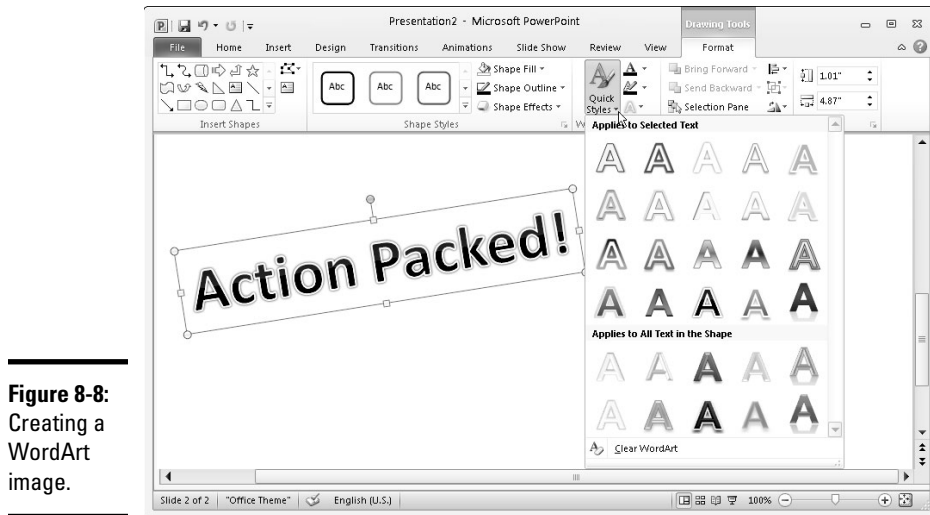 Presentation2 - Microsoft PowerPoint
Drawing Tools
File Home Insert Design Transitions Animations Slide Show Review View Format
Abc Abc Abc
Shape Fill
Shape Outline
Shape Effects
Quick
Styles
Bring Forward
Send Backward
Selection Pane
1.01"
4.87"
Insert Shapes
Shape Styles
W
Applies to Selected Text
Action Packed!
Applies to All Text in the Shape
Clear WordArt
Slide 2 of 2 "Office Theme" English (U.S.) 100%
Figure 8-8:
Creating a
WordArt
image.